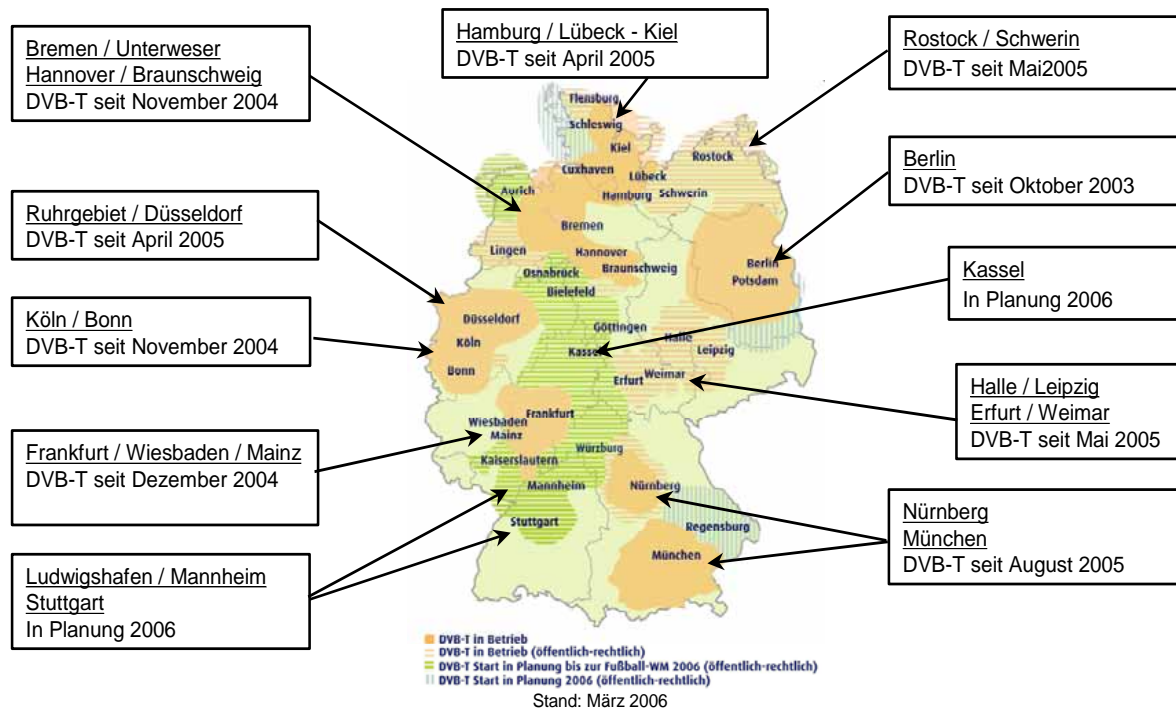 Bremen / Unterweser
Hannover / Braunschweig
DVB-T seit November 2004
Hamburg / Lübeck - Kiel
DVB-T seit April 2005
Rostock / Schwerin
DVB-T seit Mai2005
Berlin
DVB-T seit Oktober 2003
Ruhrgebiet / Düsseldorf
DVB-T seit April 2005
Kassel
In Planung 2006
Köln / Bonn
DVB-T seit November 2004
Halle / Leipzig
Erfurt / Weimar
DVB-T seit Mai 2005
Frankfurt / Wiesbaden / Mainz
DVB-T seit Dezember 2004
Nürnberg
München
DVB-T seit August 2005
Ludwigshafen / Mannheim
Stuttgart
In Planung 2006
Flensburg
Schleswig
Kiel
Rostock
Cuxhaven
Lübeck
Aurich
Hamburg
Schwerin
Bremen
Lingen
Hannover
Berlin
Braunschweig
Osnabrück
Potsdam
Bielefeld
Düsseldorf
Göttingen
Halle
Köln
Kassel
Leipzig
Bonn
Erfurt
Weimar
Frankfurt
Wiesbaden
Mainz
Würzburg
Kaiserslautern
Mannheim
Nürnberg
Stuttgart
Regensburg
München
DVB-T in Betrieb
DVB-T in Betrieb (öffentlich-rechtlich)
DVB-T Start in Planung bis zur Fußball-WM 2006 (öffentlich-rechtlich)
DVB-T Start in Planung 2006 (öffentlich-rechtlich)
Stand: März 2006